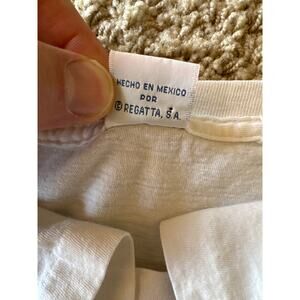 HECHO EN MEXICO
POR
© REGATTA, S.A.